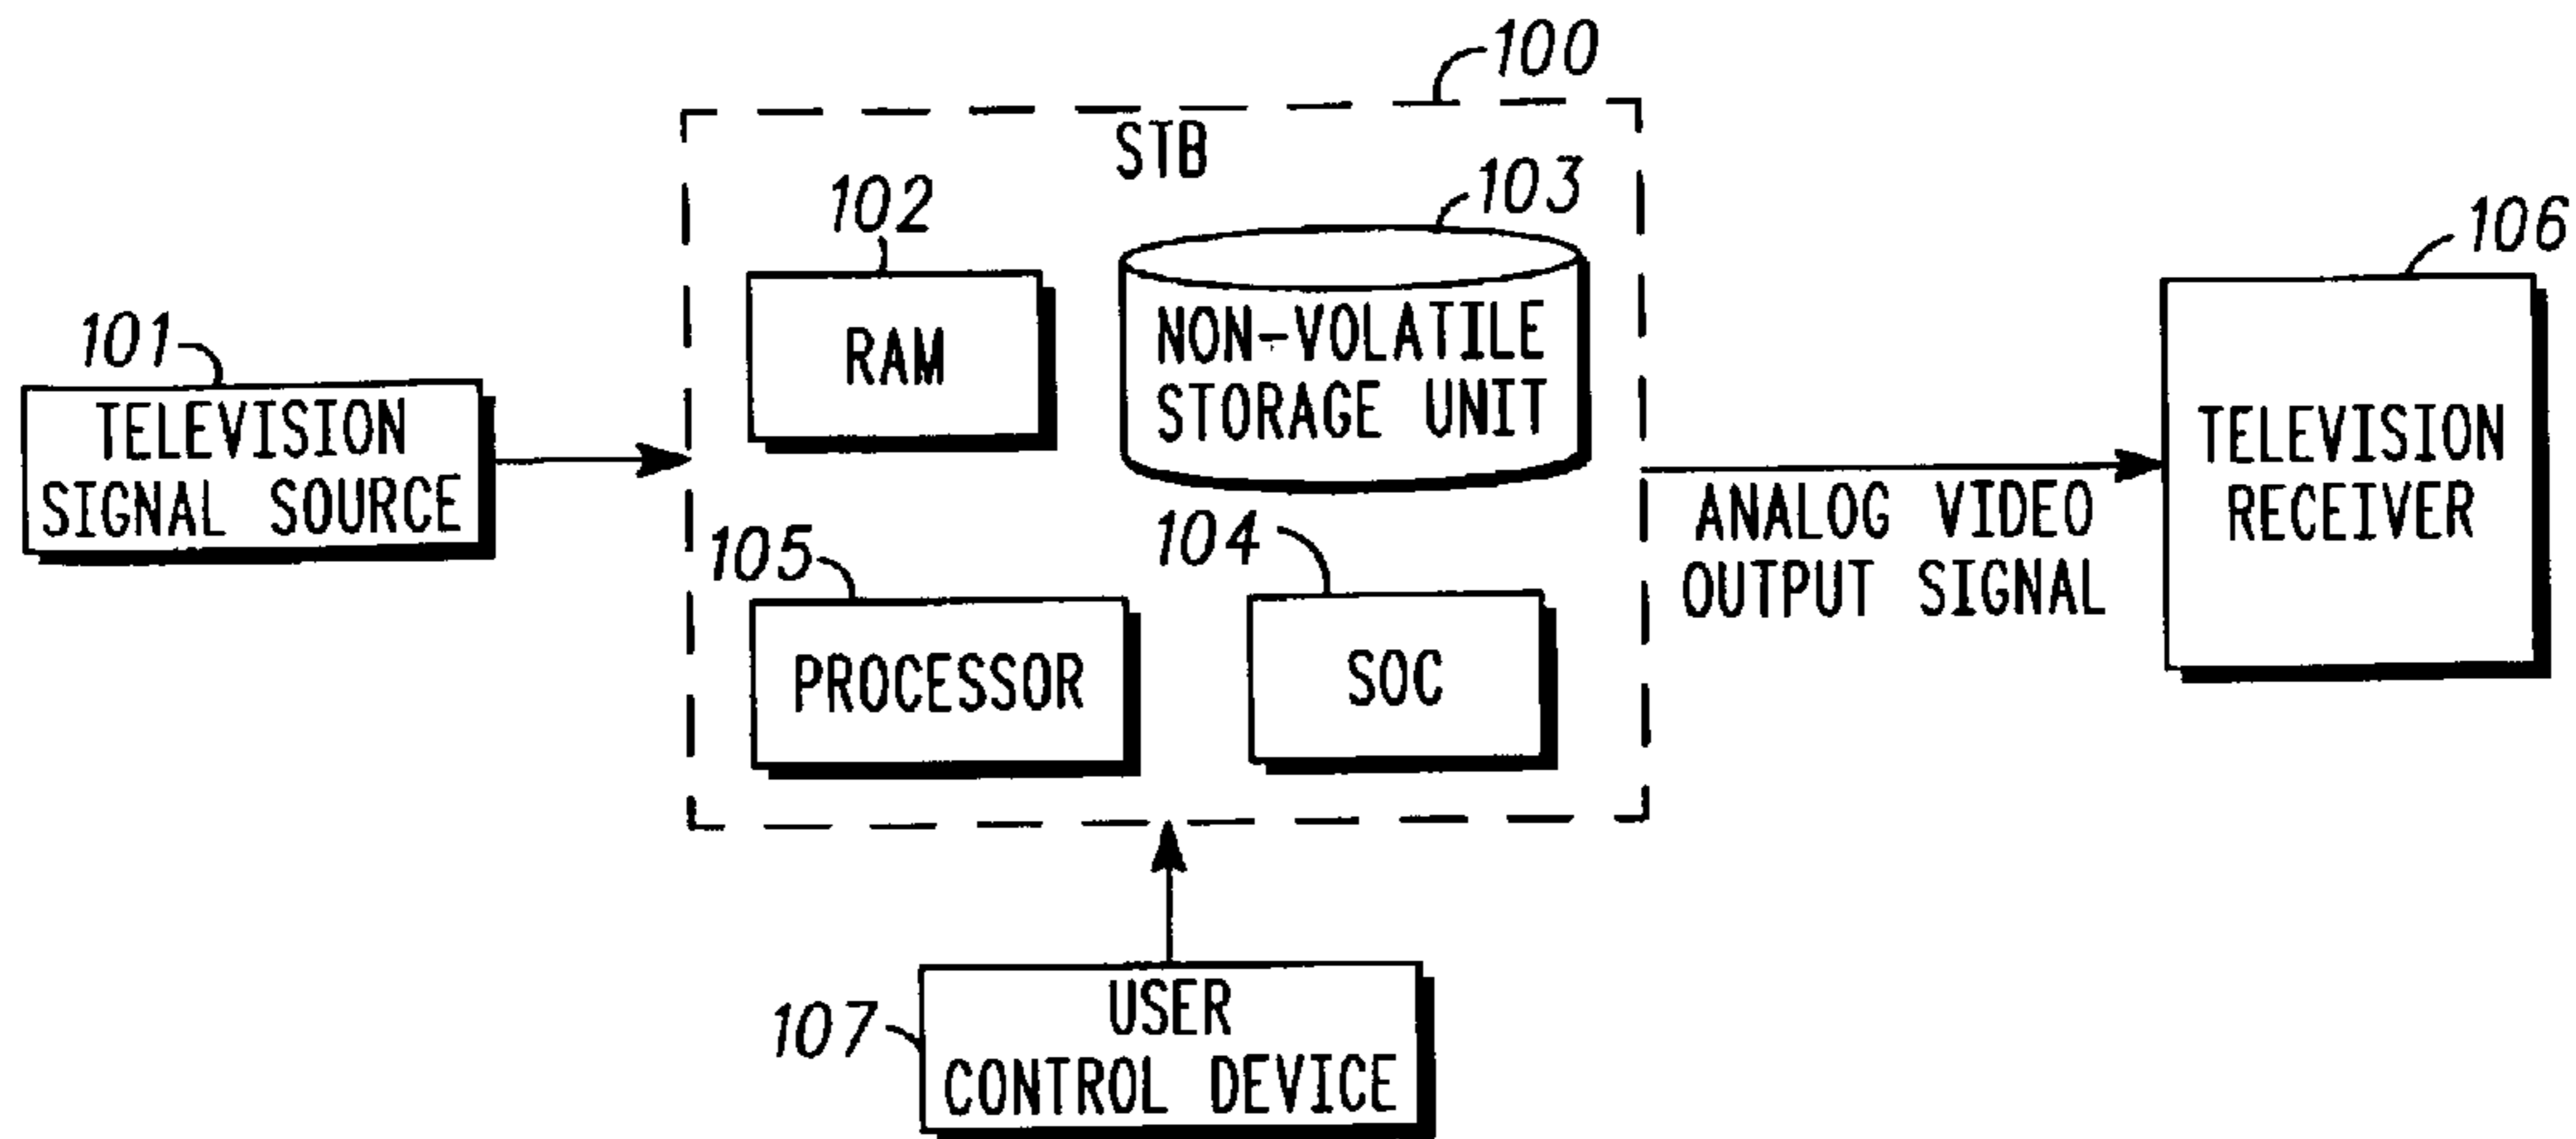 100
STB
102
103
106
RAM
NON-VOLATILE
STORAGE UNIT
101
TELEVISION
SIGNAL SOURCE
TELEVISION
RECEIVER
ANALOG VIDEO
OUTPUT SIGNAL
105
104
PROCESSOR
SOC
107
USER
CONTROL DEVICE